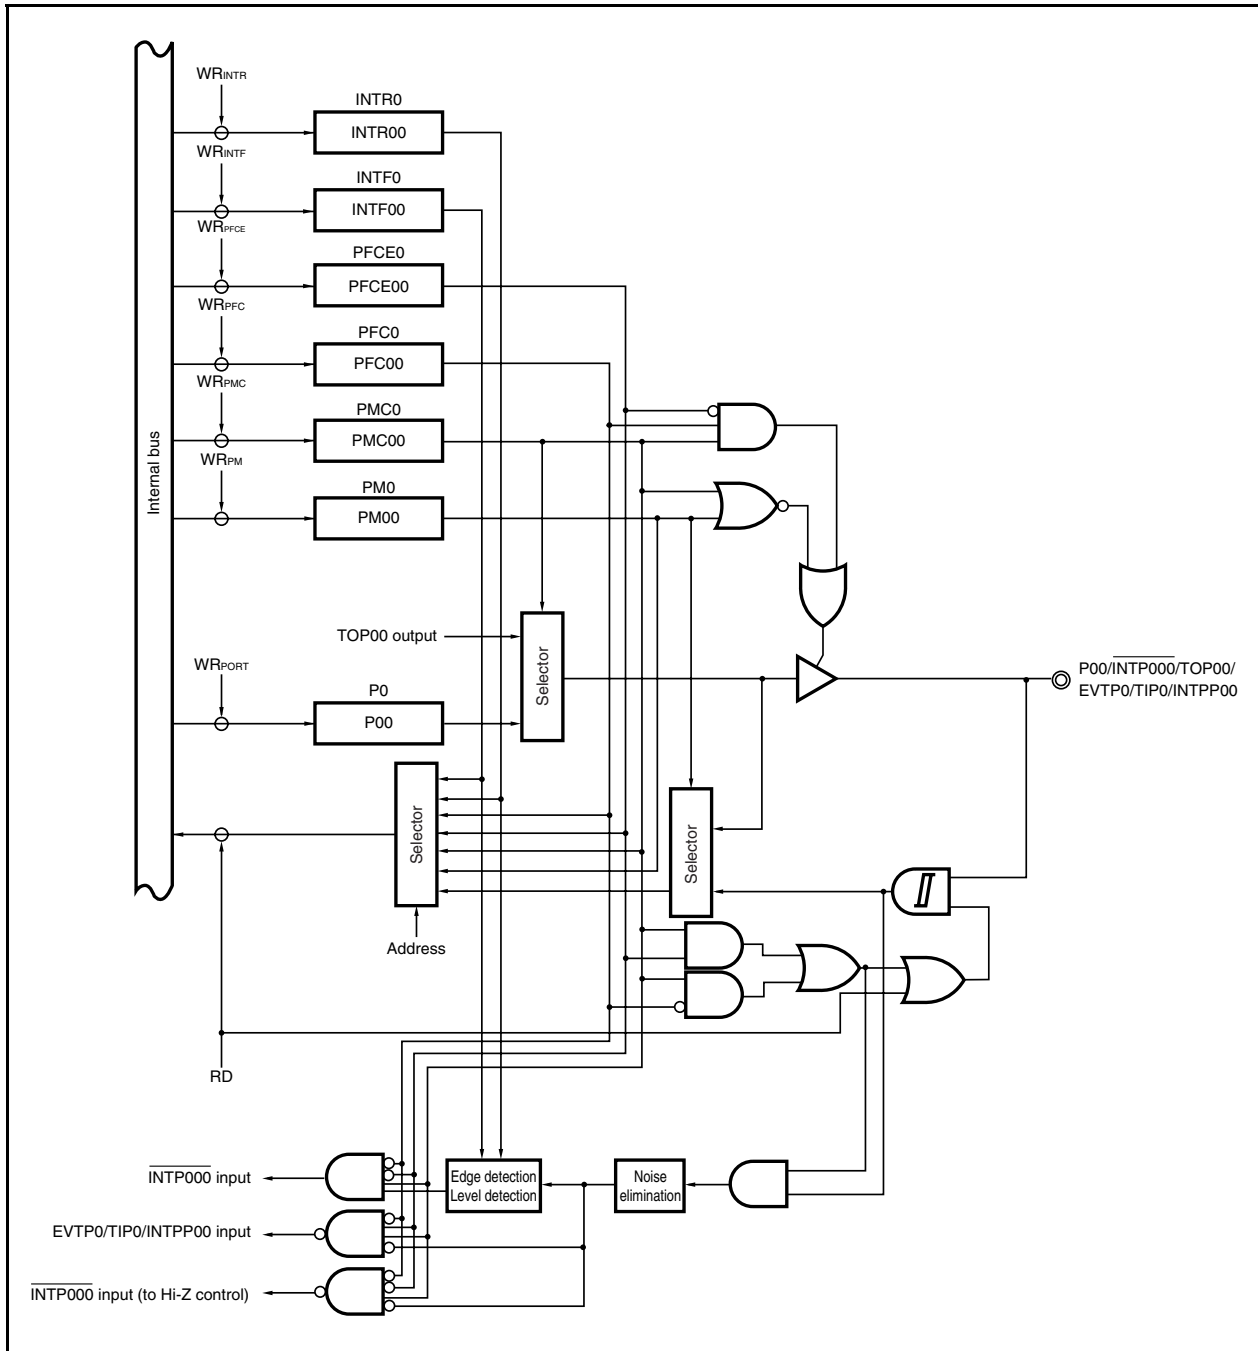 WRINTR
INTR0
INTR00
WRINTF
INTF0
INTF00
WRPFCE
PFCE0
PFCE00
WRPFC
PFC0
PFC00
WRPMC
PMC0
PMC00
WRPM
PM0
PM00
Internal bus
TOP00 output
Selector
WRPORT
P0
P00
P00/INTP000/TOP00/
EVTP0/TIP0/INTPP00
Selector
Selector
Address
RD
INTP000 input
Edge detection
Level detection
Noise
elimination
EVTP0/TIP0/INTPP00 input
INTP000 input (to Hi-Z control)